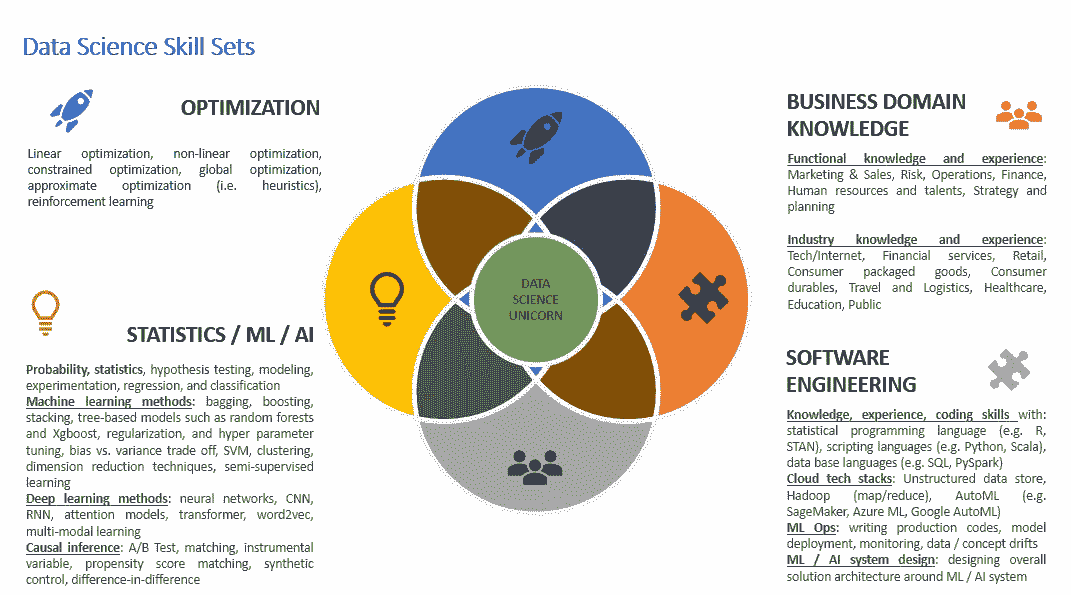 Data Science Skill Sets
OPTIMIZATION
Linear optimization, non-linear optimization,
constrained optimization, global optimization,
approximate optimization (i.e. heuristics),
reinforcement learning
STATISTICS / ML / AI
Probability, statistics, hypothesis testing, modeling,
experimentation, regression, and classification
Machine learning methods: bagging, boosting,
stacking, tree-based models such as random forests
and Xgboost, regularization, and hyper parameter
tuning, bias vs. variance trade off, SVM, clustering,
dimension reduction techniques, semi-supervised
learning
Deep learning methods: neural networks, CNN,
RNN, attention models, transformer, word2vec,
multi-modal learning
Causal inference: A/B Test, matching, instrumental
variable, propensity score matching, synthetic
control, difference-in-difference
DATA
SCIENCE
UNICORN
BUSINESS DOMAIN
KNOWLEDGE
Functional knowledge and experience:
Marketing & Sales, Risk, Operations, Finance,
Human resources and talents, Strategy and
planning
Industry knowledge and experience:
Tech/Internet, Financial services, Retail,
Consumer packaged goods, Consumer
durables, Travel and Logistics, Healthcare,
Education, Public
SOFTWARE
ENGINEERING
Knowledge, experience, coding skills with:
statistical programming language (e.g. R,
STAN), scripting languages (e.g. Python, Scala),
data base languages (e.g. SQL, PySpark)
Cloud tech stacks: Unstructured data store,
Hadoop (map/reduce), AutoML (e.g.
SageMaker, Azure ML, Google AutoML)
ML Ops: writing production codes, model
deployment, monitoring, data / concept drifts
ML / AI system design: designing overall
solution architecture around ML / AI system